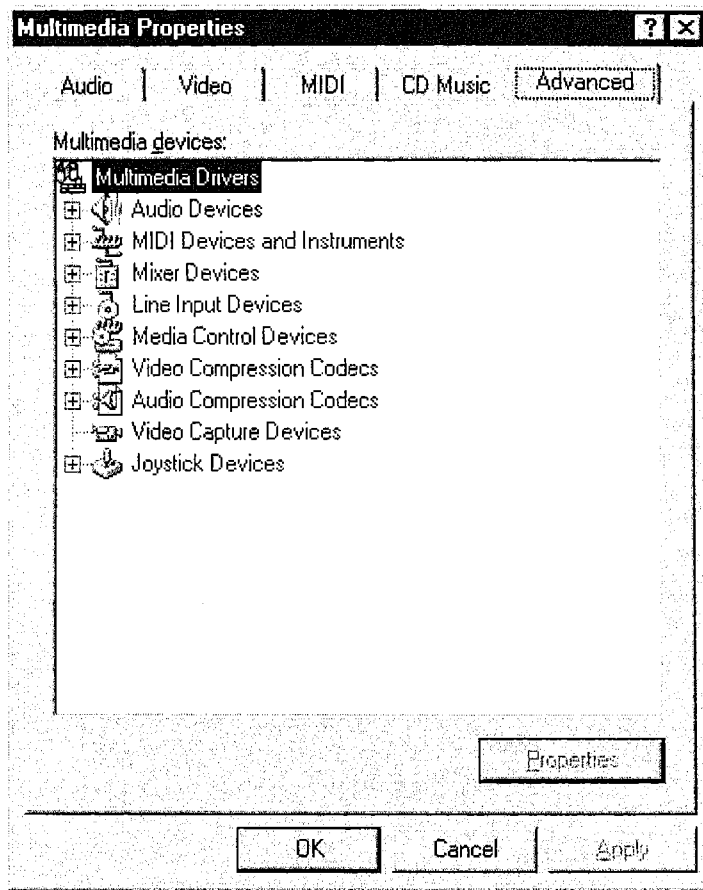 Multimedia Properties
Audio Video MIDI CD Music Advanced
Multimedia devices:
Multimedia Drivers
Audio Devices
MIDI Devices and Instruments
Mixer Devices
Line Input Devices
Media Control Devices
Video Compression Codecs
Audio Compression Codecs
Video Capture Devices
Joystick Devices
Properties
OK Cancel Apply